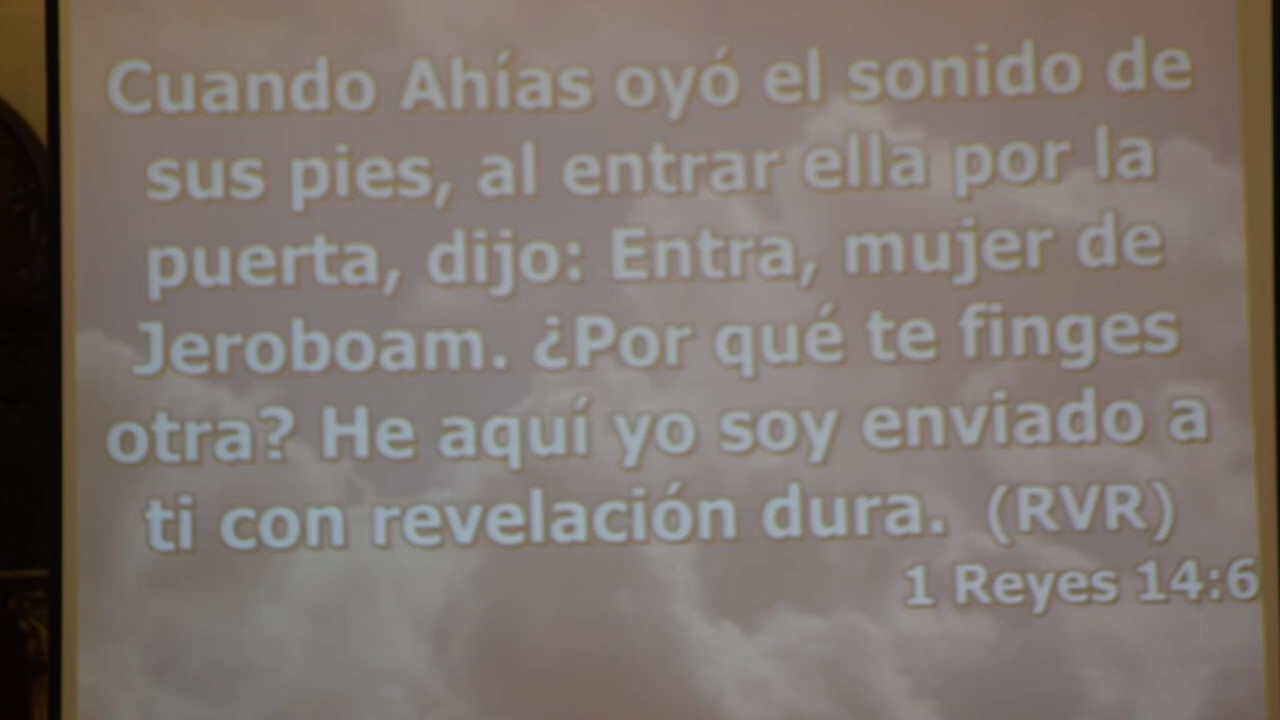 Cuando Ahías oyó el sonido de
sus pies, al entrar ella por la
puerta, dijo: Entra, mujer de
Jeroboam. ¿Por qué te finges
otra? He aquí yo soy enviado a
ti con revelación dura. (RVR)
1 Reyes 14:6